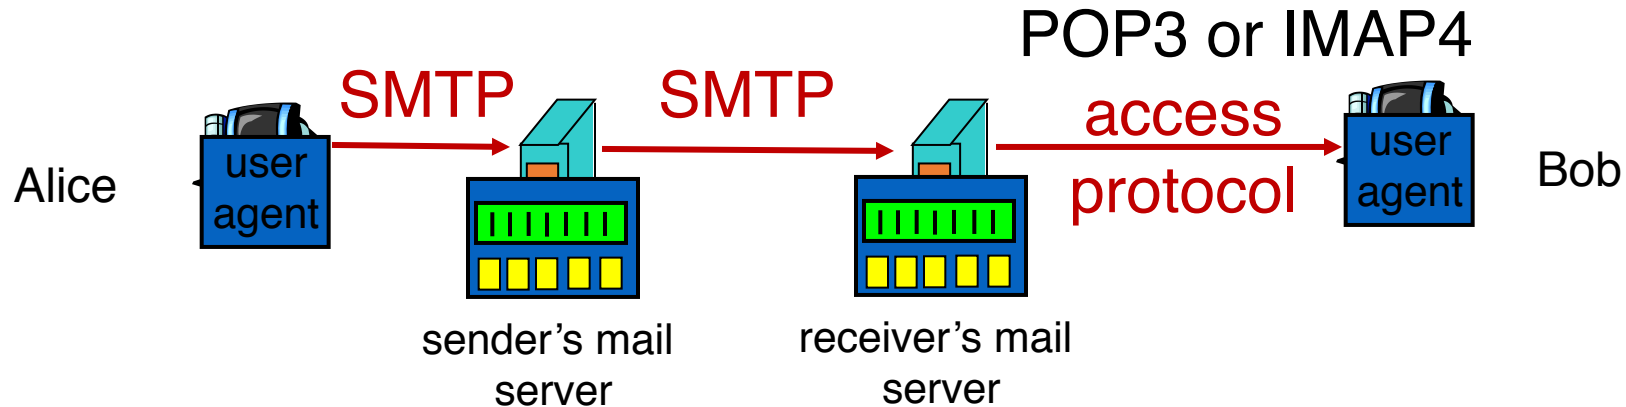 POP3 or IMAP4
SMTP
SMTP
access
protocol
Alice
user
agent
user
agent
Bob
sender's mail
server
receiver's mail
server